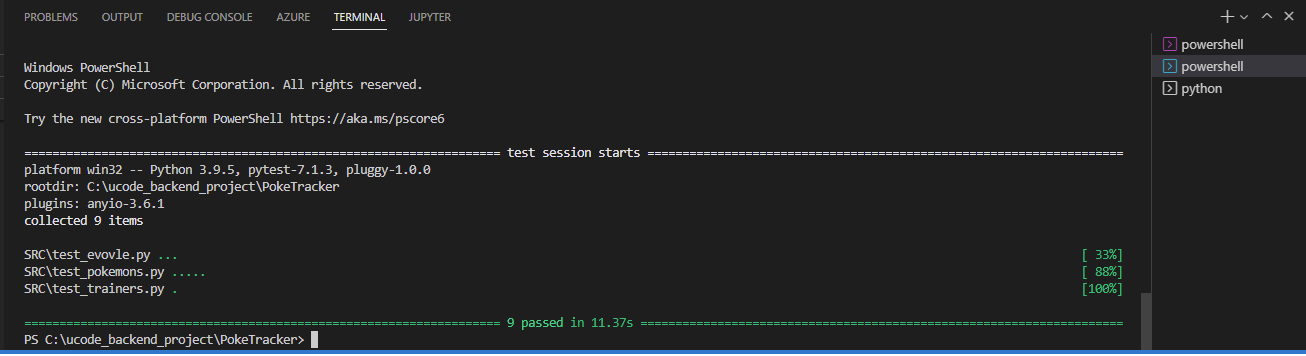 PROBLEMS OUTPUT DEBUG CONSOLE AZURE TERMINAL JUPYTER
powershell
powershell
python
Windows PowerShell
Copyright (C) Microsoft Corporation. All rights reserved.
Try the new cross-platform PowerShell https://aka.ms/pscore6
==================================================================== test session starts ====================================================================
platform win32 -- Python 3.9.5, pytest-7.1.3, pluggy-1.0.0
rootdir: C:\ucode_backend_project\PokeTracker
plugins: anyio-3.6.1
collected 9 items
SRC\test_evovle.py ... [ 33%]
SRC\test_pokemons.py ..... [ 88%]
SRC\test_trainers.py . [100%]
==================================================================== 9 passed in 11.37s =====================================================================
PS C:\ucode_backend_project\PokeTracker>